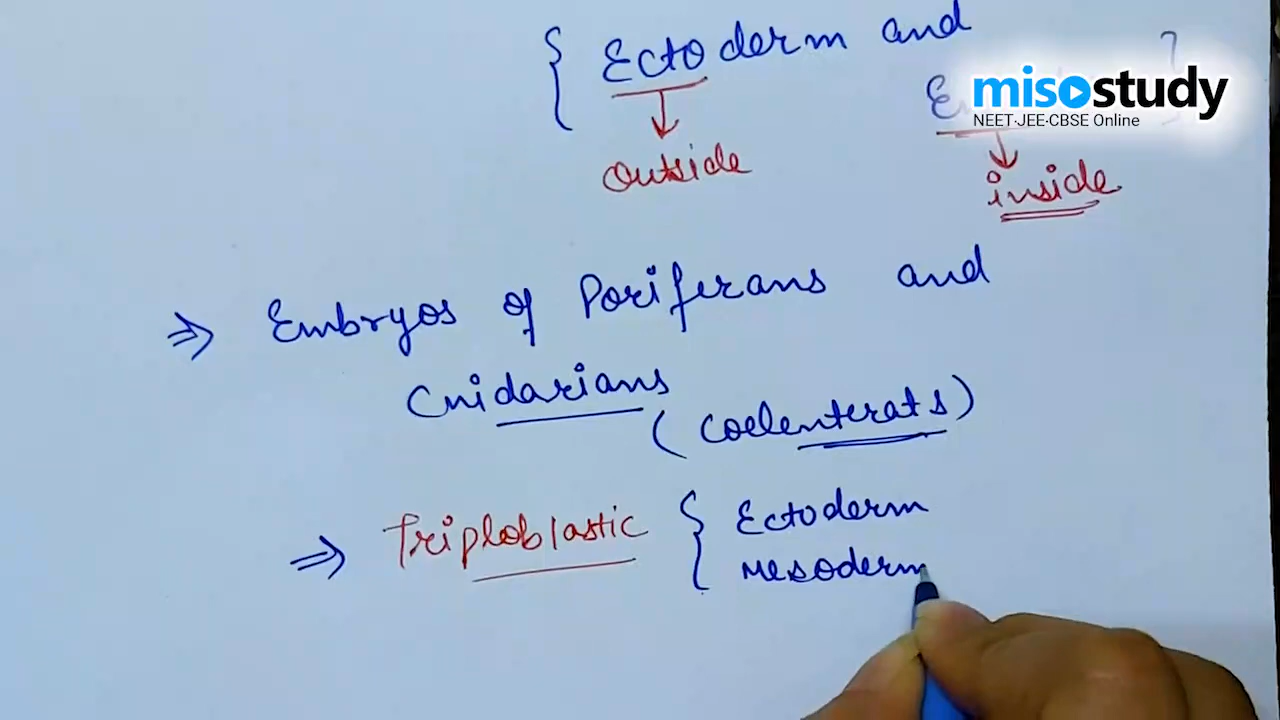 { Ectoderm and
misostudy
NEET·JEE·CBSE Online
}
outside
inside
⇒ Embryos of Poriferans and
Cnidarians
(Coelenterats)
⇒ Triploblastic { Ectoderm
Mesoderm